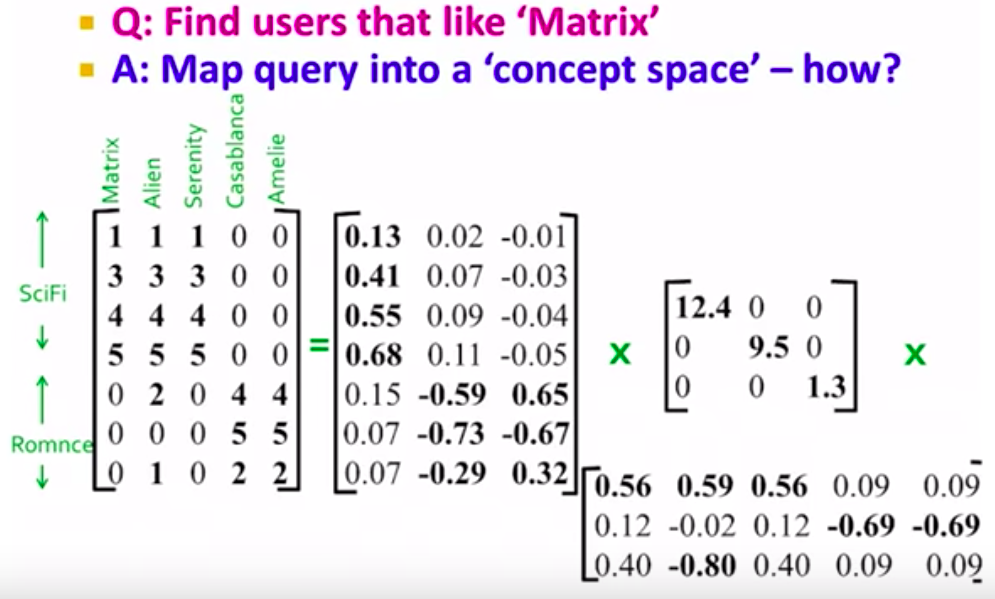 Q: Find users that like ‘Matrix’
A: Map query into a ‘concept space’ – how?
Matrix Alien Serenity Casablanca Amelie
SciFi
Romnce
1 1 1 0 0
3 3 3 0 0
4 4 4 0 0
5 5 5 0 0
0 2 0 4 4
0 0 0 5 5
0 1 0 2 2
=
0.13 0.02 -0.01
0.41 0.07 -0.03
0.55 0.09 -0.04
0.68 0.11 -0.05
0.15 -0.59 0.65
0.07 -0.73 -0.67
0.07 -0.29 0.32
x
12.4 0 0
0 9.5 0
0 0 1.3
x
0.56 0.59 0.56 0.09 0.09
0.12 -0.02 0.12 -0.69 -0.69
0.40 -0.80 0.40 0.09 0.09